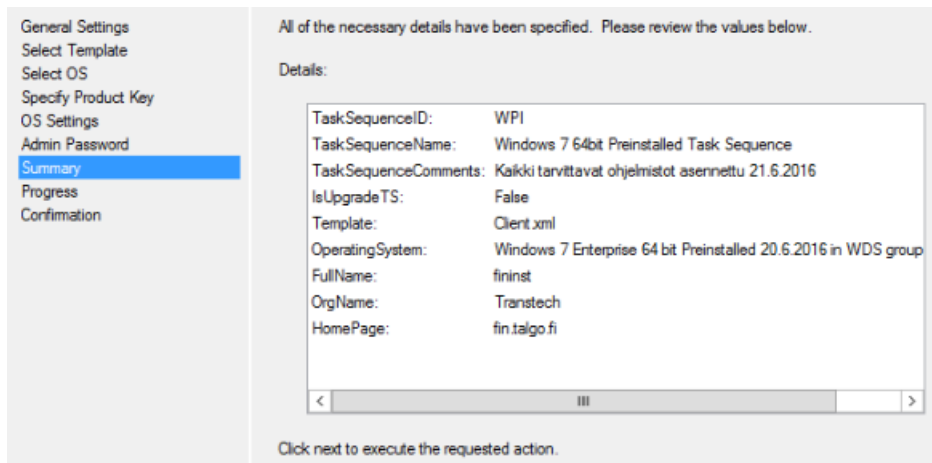 General Settings
Select Template
Select OS
Specify Product Key
OS Settings
Admin Password
Summary
Progress
Confirmation
All of the necessary details have been specified. Please review the values below.
Details:
TaskSequenceID: WPI
TaskSequenceName: Windows 7 64bit Preinstalled Task Sequence
TaskSequenceComments: Kaikki tarvittavat ohjelmistot asennettu 21.6.2016
IsUpgradeTS: False
Template: Client.xml
OperatingSystem: Windows 7 Enterprise 64 bit Preinstalled 20.6.2016 in WDS group
FullName: fininst
OrgName: Transtech
HomePage: fin.talgo.fi
Click next to execute the requested action.